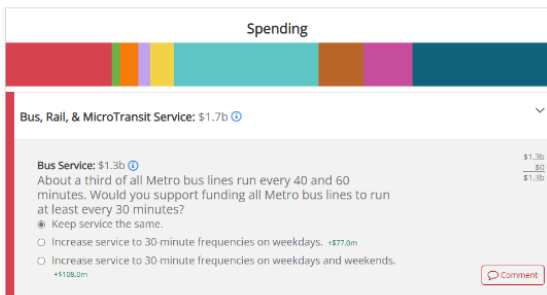 Spending
Bus, Rail, & MicroTransit Service: $1.7b
Bus Service: $1.3b
$1.3b
$0
$1.3b
About a third of all Metro bus lines run every 40 and 60
minutes. Would you support funding all Metro bus lines to run
at least every 30 minutes?
Keep service the same.
Increase service to 30-minute frequencies on weekdays. +$77.0m
Increase service to 30-minute frequencies on weekdays and weekends.
+$108.0m
Comment